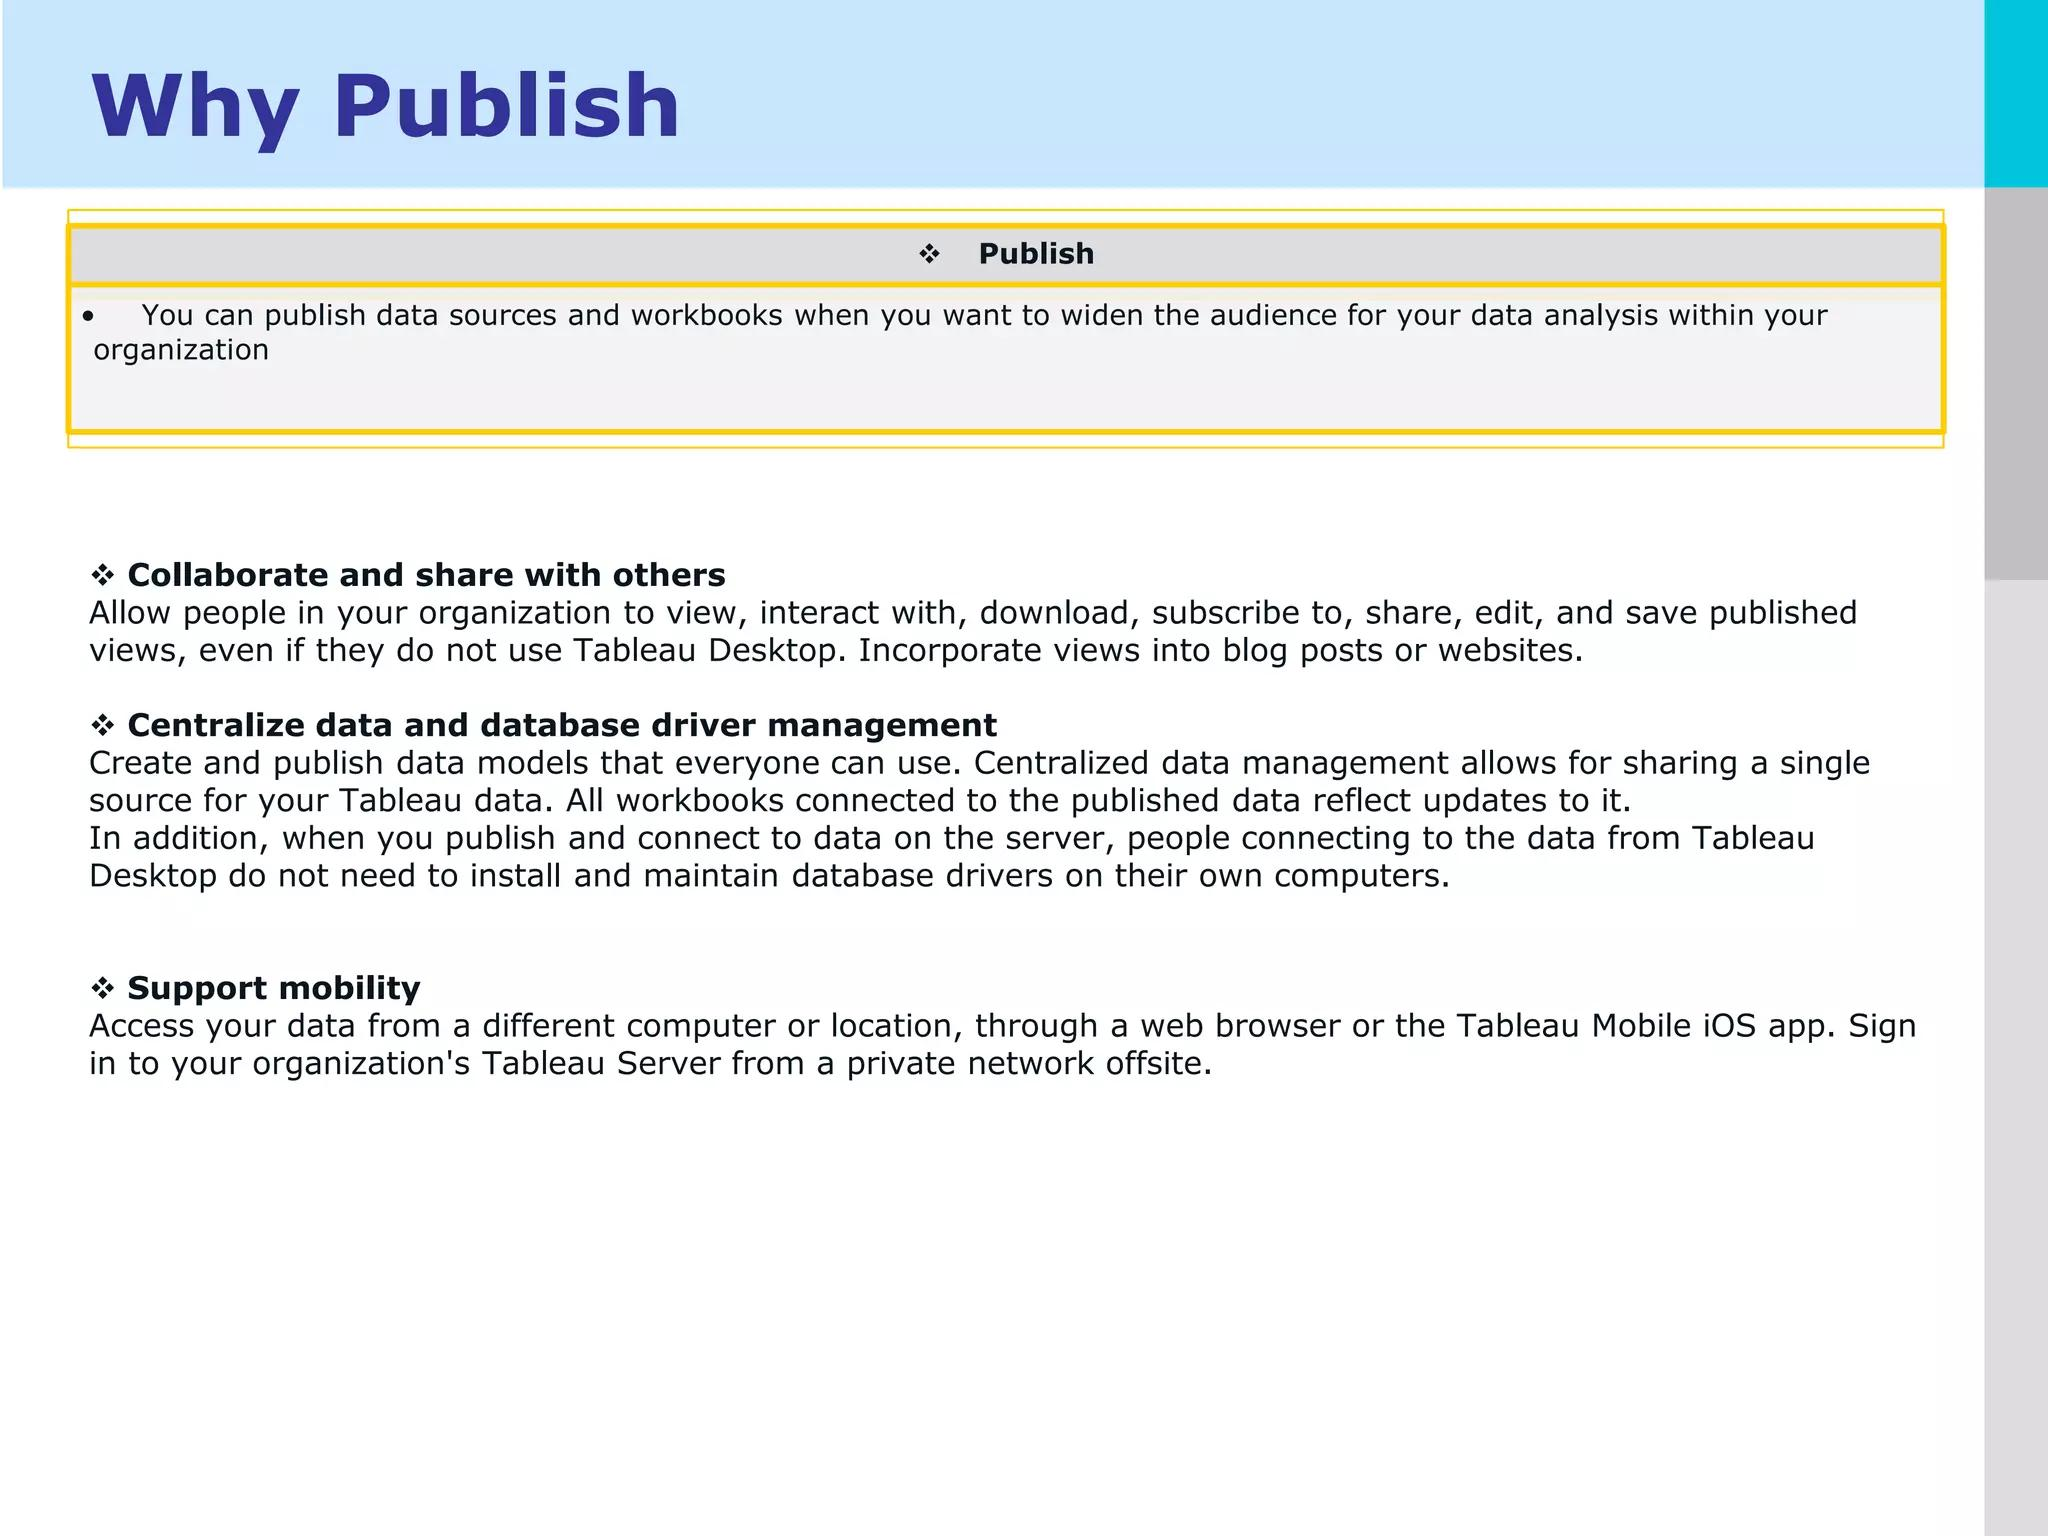 Why Publish
❖ Publish
• You can publish data sources and workbooks when you want to widen the audience for your data analysis within your
organization
❖ Collaborate and share with others
Allow people in your organization to view, interact with, download, subscribe to, share, edit, and save published
views, even if they do not use Tableau Desktop. Incorporate views into blog posts or websites.
❖ Centralize data and database driver management
Create and publish data models that everyone can use. Centralized data management allows for sharing a single
source for your Tableau data. All workbooks connected to the published data reflect updates to it.
In addition, when you publish and connect to data on the server, people connecting to the data from Tableau
Desktop do not need to install and maintain database drivers on their own computers.
❖ Support mobility
Access your data from a different computer or location, through a web browser or the Tableau Mobile iOS app. Sign
in to your organization's Tableau Server from a private network offsite.